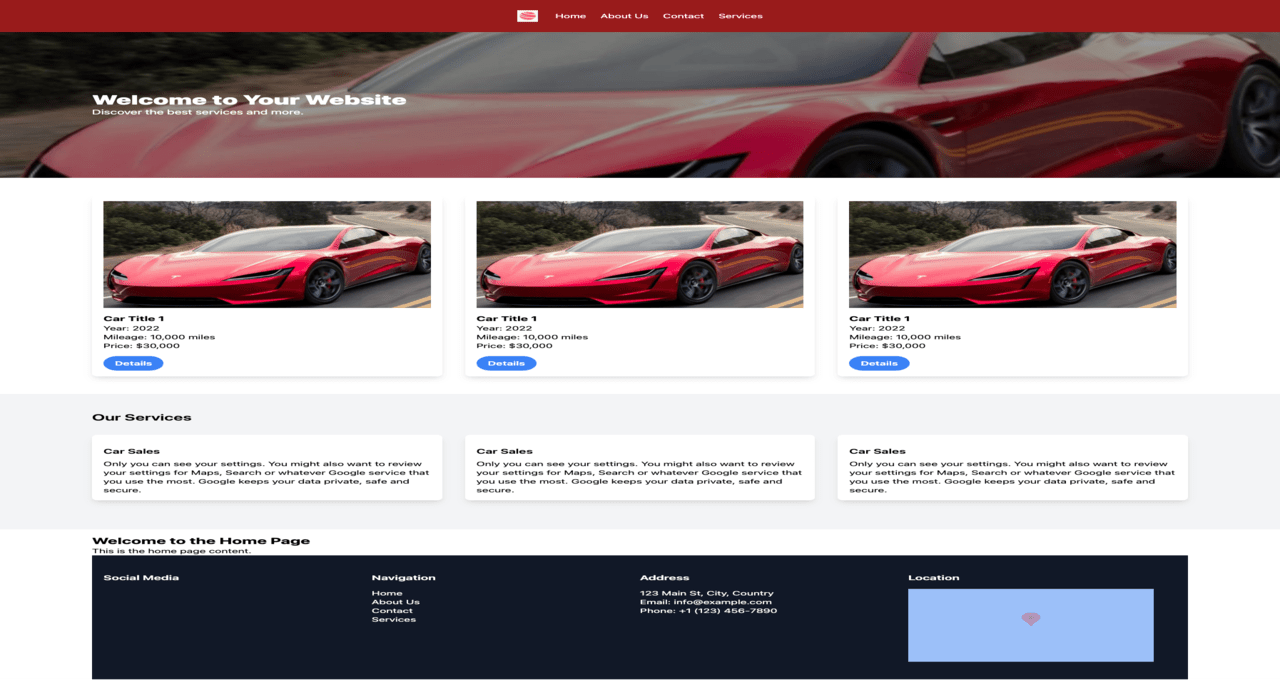 Home About Us Contact Services
Welcome to Your Website
Discover the best services and more.
Car Title 1
Year: 2022
Mileage: 10,000 miles
Price: $30,000
Details
Car Title 1
Year: 2022
Mileage: 10,000 miles
Price: $30,000
Details
Car Title 1
Year: 2022
Mileage: 10,000 miles
Price: $30,000
Details
Our Services
Car Sales
Only you can see your settings. You might also want to review
your settings for Maps, Search or whatever Google service that
you use the most. Google keeps your data private, safe and
secure.
Car Sales
Only you can see your settings. You might also want to review
your settings for Maps, Search or whatever Google service that
you use the most. Google keeps your data private, safe and
secure.
Car Sales
Only you can see your settings. You might also want to review
your settings for Maps, Search or whatever Google service that
you use the most. Google keeps your data private, safe and
secure.
Welcome to the Home Page
This is the home page content.
Social Media
Navigation
Home
About Us
Contact
Services
Address
123 Main St, City, Country
Email: info@example.com
Phone: +1 (123) 456-7890
Location